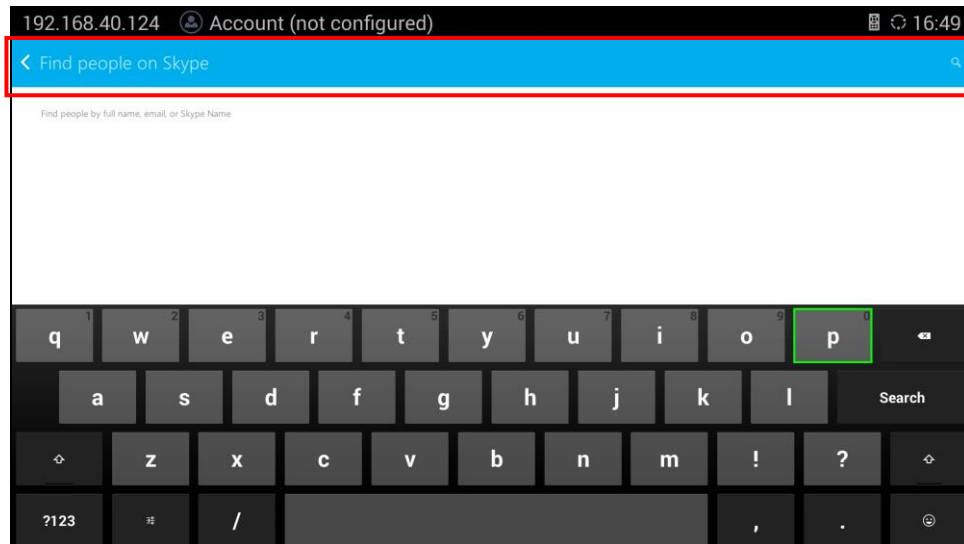 192.168.40.124 Account (not configured) 16:49
Find people on Skype
Find people by full name, email, or Skype Name
1 2 3 4 5 6 7 8 9 0
q w e r t y u i o p
a s d f g h j k l Search
z x c v b n m ! ?
?123 / , .